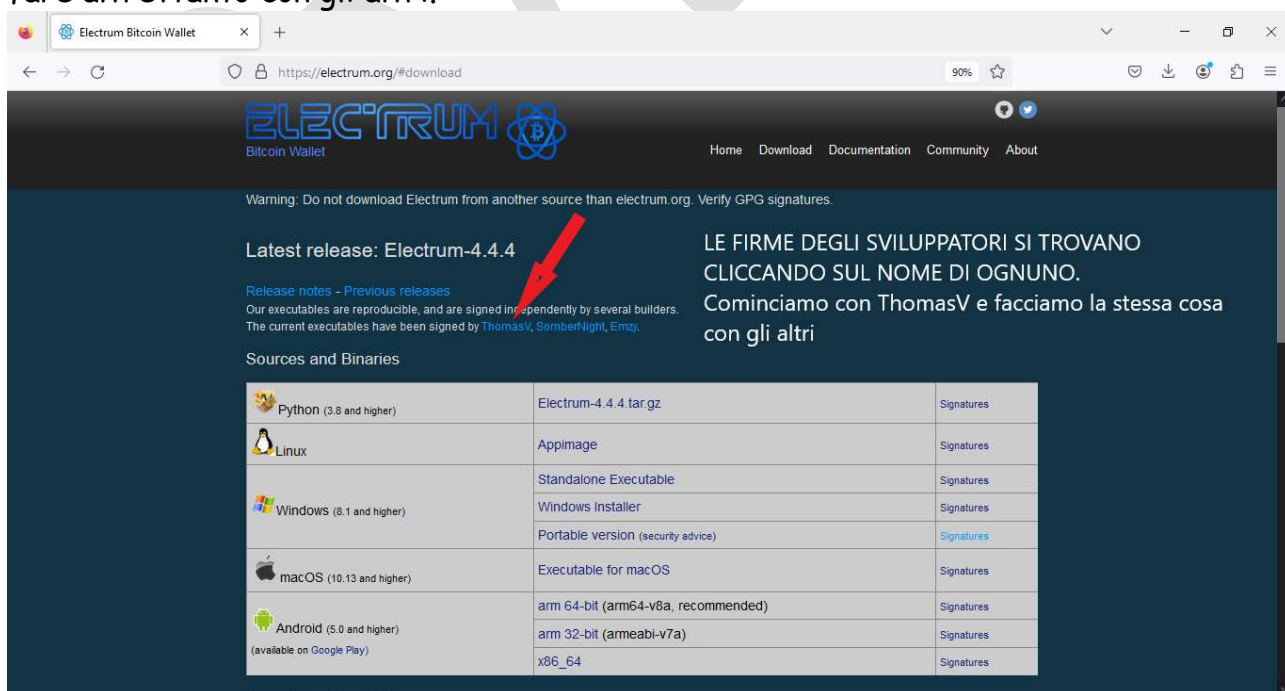 Electrum Bitcoin Wallet
https://electrum.org/#download
90%
ELECTRUM
Bitcoin Wallet
Home Download Documentation Community About
Warning: Do not download Electrum from another source than electrum.org. Verify GPG signatures.
Latest release: Electrum-4.4.4
Release notes - Previous releases
Our executables are reproducible, and are signed independently by several builders.
The current executables have been signed by ThomasV, SomberNight, Emzy.
LE FIRME DEGLI SVILUPPATORI SI TROVANO
CLICCANDO SUL NOME DI OGNUNO.
Cominciamo con ThomasV e facciamo la stessa cosa
con gli altri
Sources and Binaries
Python (3.8 and higher) Electrum-4.4.4.tar.gz Signatures
Linux Appimage Signatures
Standalone Executable Signatures
Windows (8.1 and higher) Windows Installer Signatures
Portable version (security advice) Signatures
macOS (10.13 and higher) Executable for macOS Signatures
arm 64-bit (arm64-v8a, recommended) Signatures
Android (5.0 and higher) arm 32-bit (armeabi-v7a) Signatures
(available on Google Play)
x86_64 Signatures